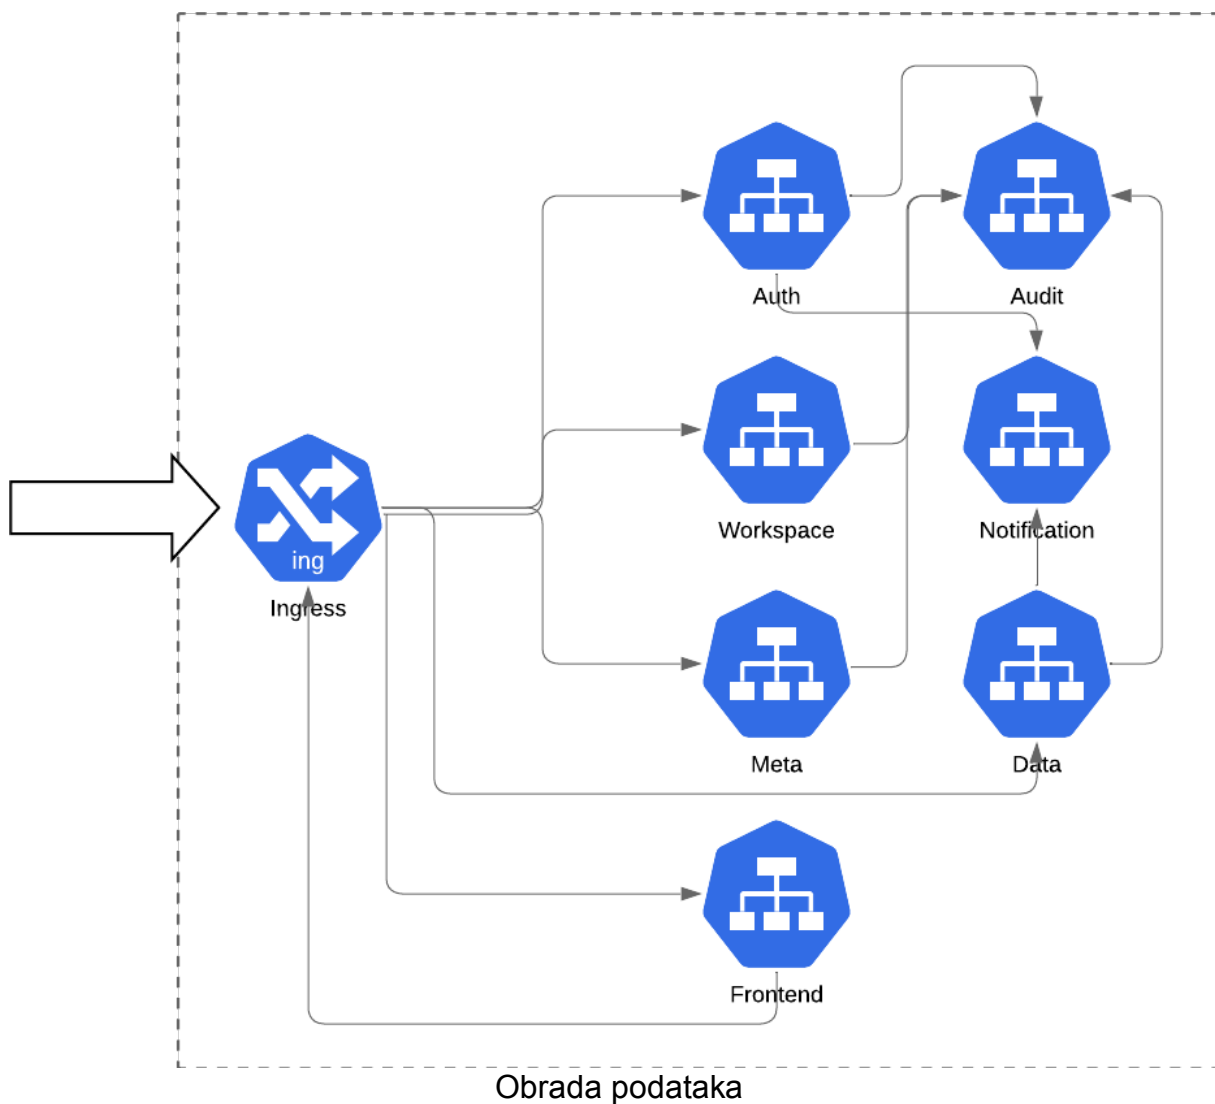 Auth
Audit
Workspace
Notification
ing
Ingress
Meta
Data
Frontend
Obrada podataka